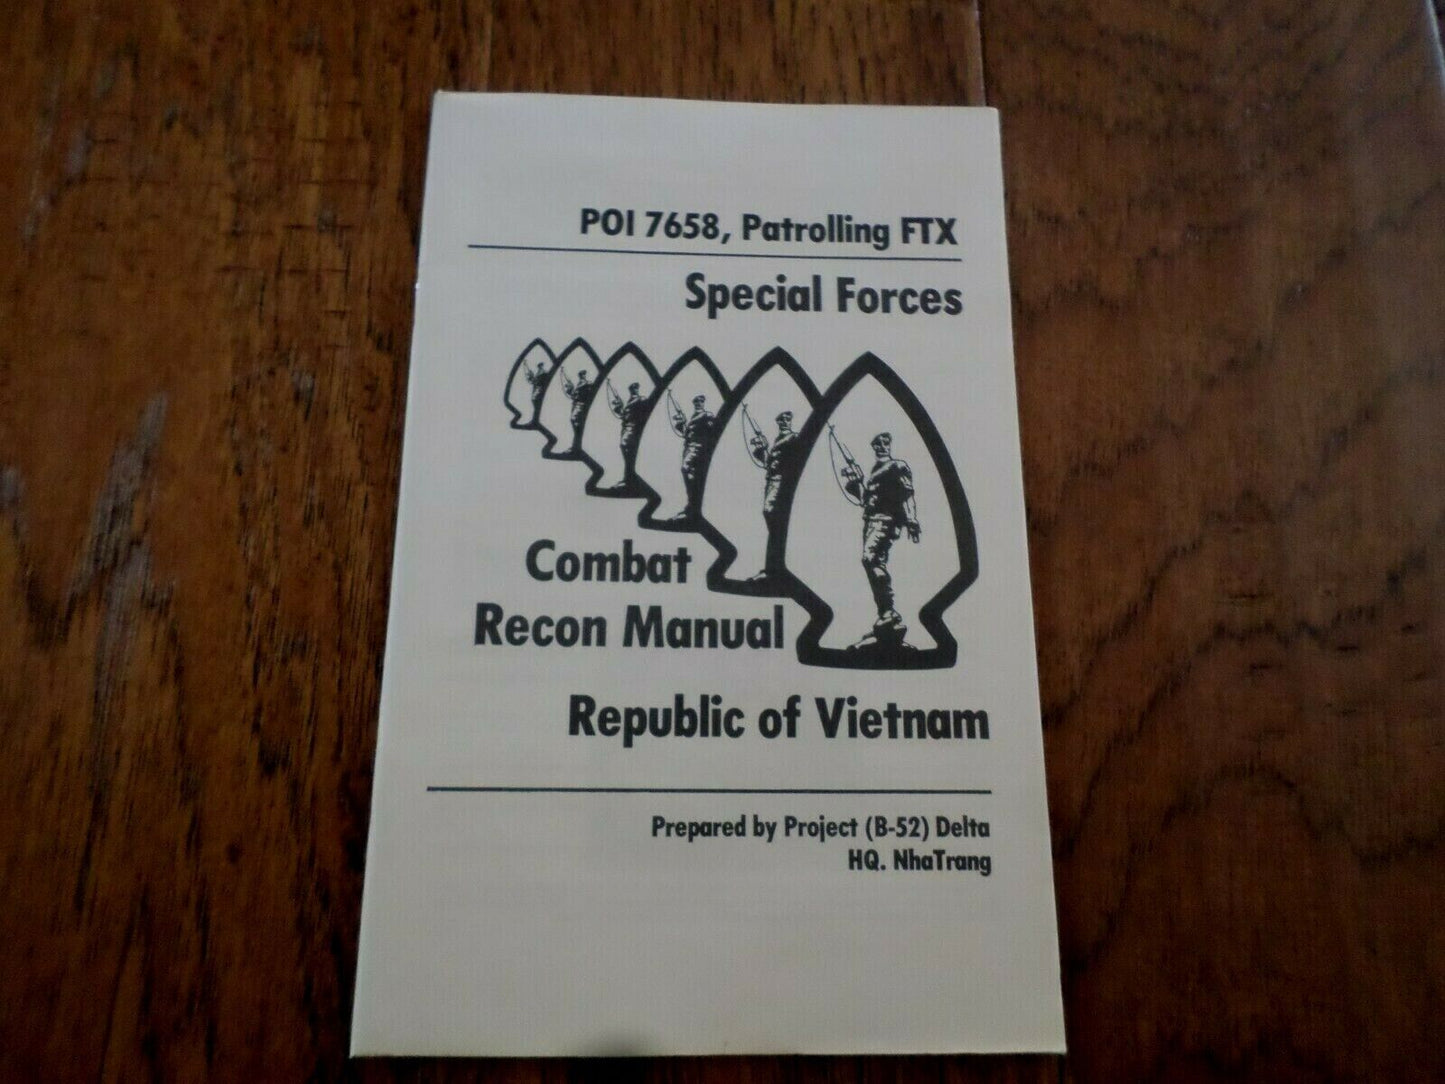 POI 7658, Patrolling FTX
Special Forces
Combat
Recon Manual
Republic of Vietnam
Prepared by Project (B-52) Delta
HQ. NhaTrang